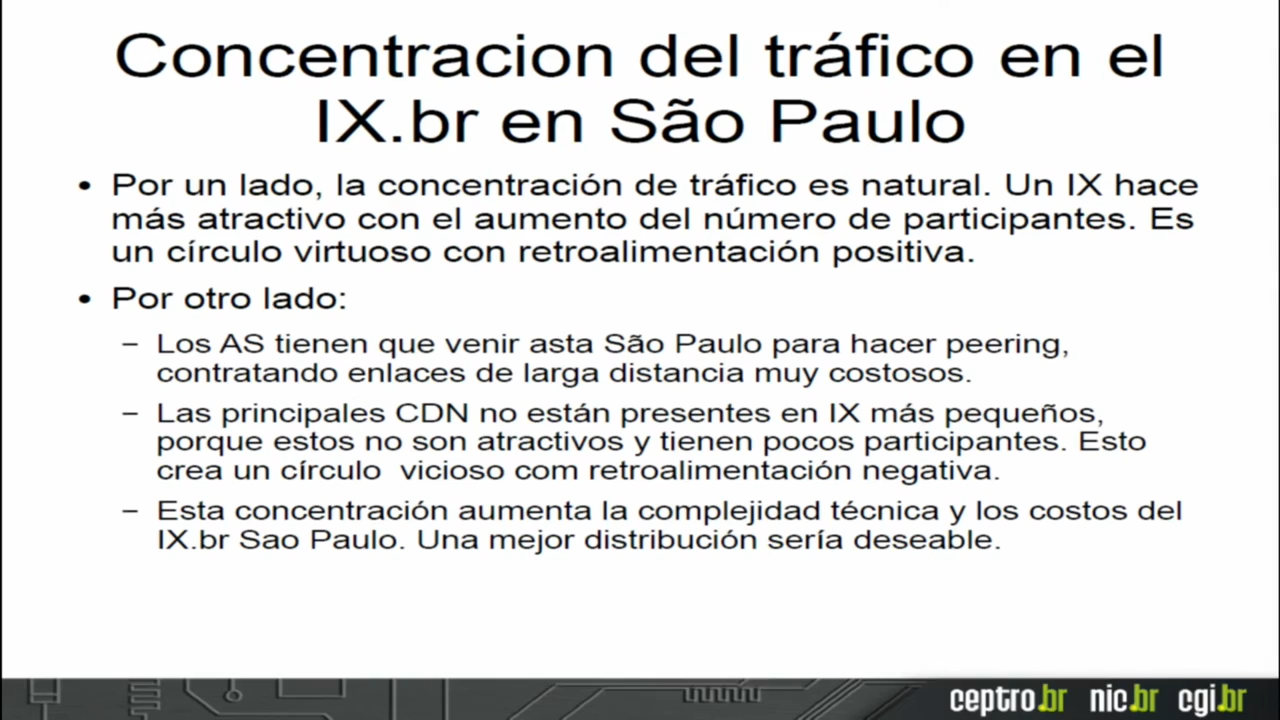 Concentracion del tráfico en el
IX.br en São Paulo
• Por un lado, la concentración de tráfico es natural. Un IX hace
más atractivo con el aumento del número de participantes. Es
un círculo virtuoso con retroalimentación positiva.
• Por otro lado:
– Los AS tienen que venir asta São Paulo para hacer peering,
contratando enlaces de larga distancia muy costosos.
– Las principales CDN no están presentes en IX más pequeños,
porque estos no son atractivos y tienen pocos participantes. Esto
crea un círculo vicioso com retroalimentación negativa.
– Esta concentración aumenta la complejidad técnica y los costos del
IX.br Sao Paulo. Una mejor distribución sería deseable.
ceptro.br nic.br cgi.br